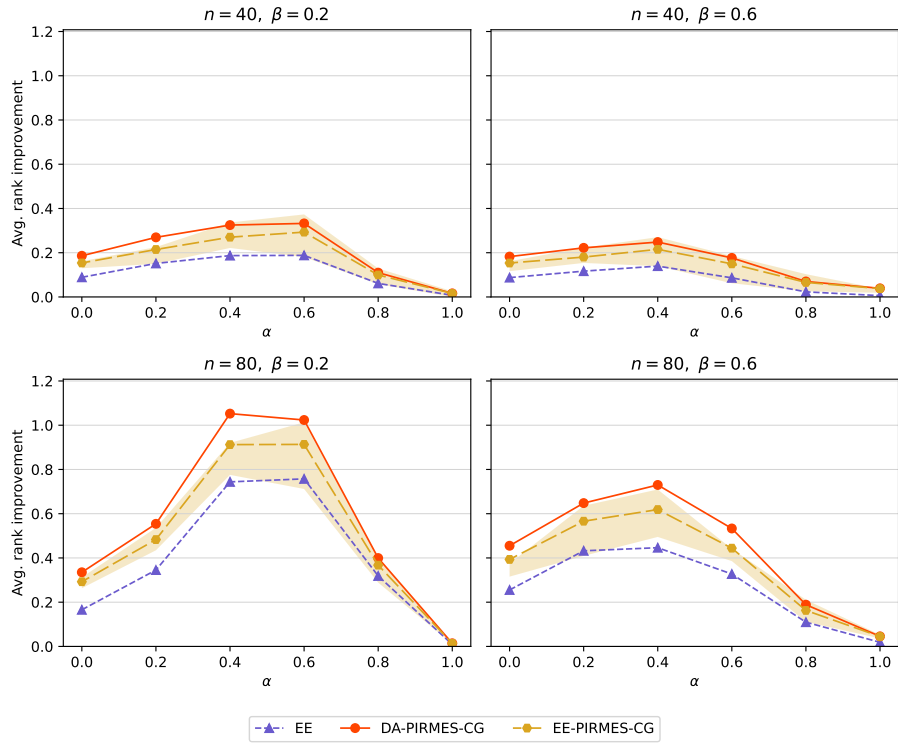 n = 40, β = 0.2
n = 40, β = 0.6
Avg. rank improvement
1.2
1.0
0.8
0.6
0.4
0.2
0.0
0.0 0.2 0.4 0.6 0.8 1.0
α
0.0 0.2 0.4 0.6 0.8 1.0
α
n = 80, β = 0.2
n = 80, β = 0.6
Avg. rank improvement
1.2
1.0
0.8
0.6
0.4
0.2
0.0
0.0 0.2 0.4 0.6 0.8 1.0
α
0.0 0.2 0.4 0.6 0.8 1.0
α
EE DA-PIRMES-CG EE-PIRMES-CG